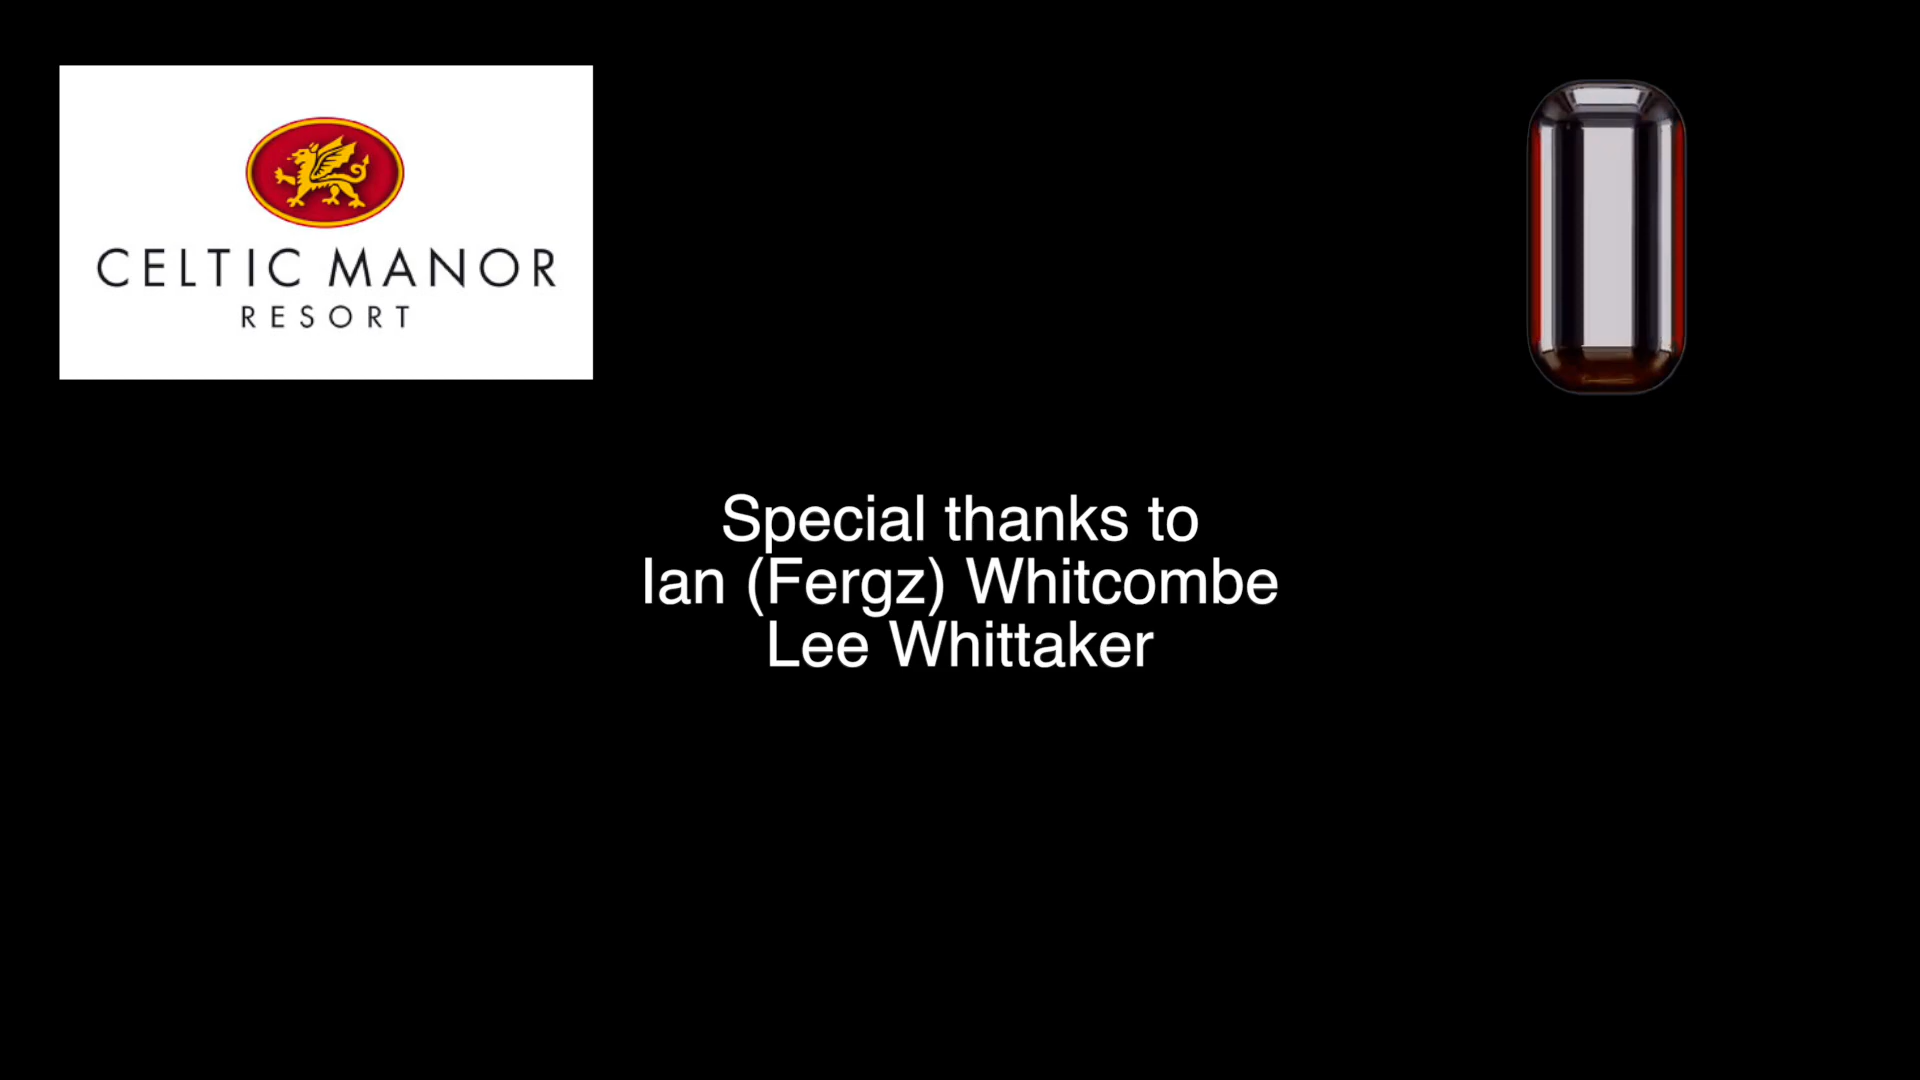 CELTIC MANOR
RESORT
Special thanks to
Ian (Fergz) Whitcombe
Lee Whittaker